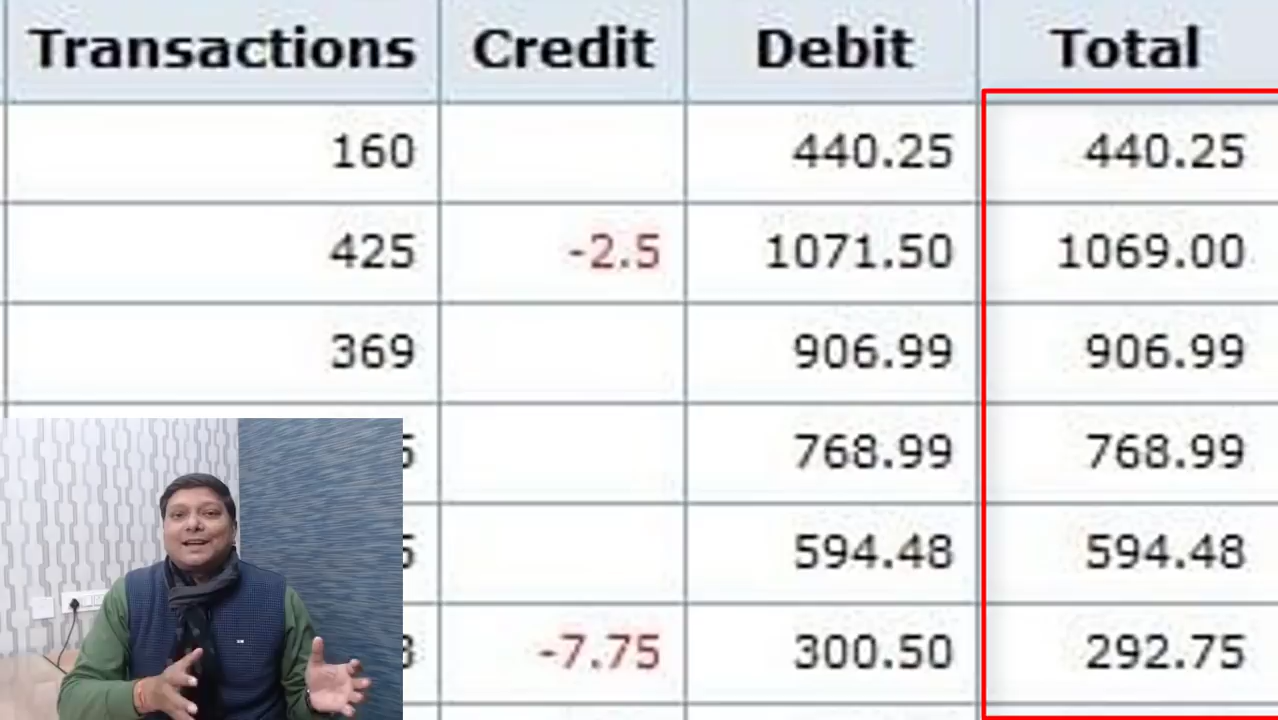 Transactions Credit Debit Total
160 440.25 440.25
425 -2.5 1071.50 1069.00
369 906.99 906.99
768.99 768.99
594.48 594.48
-7.75 300.50 292.75